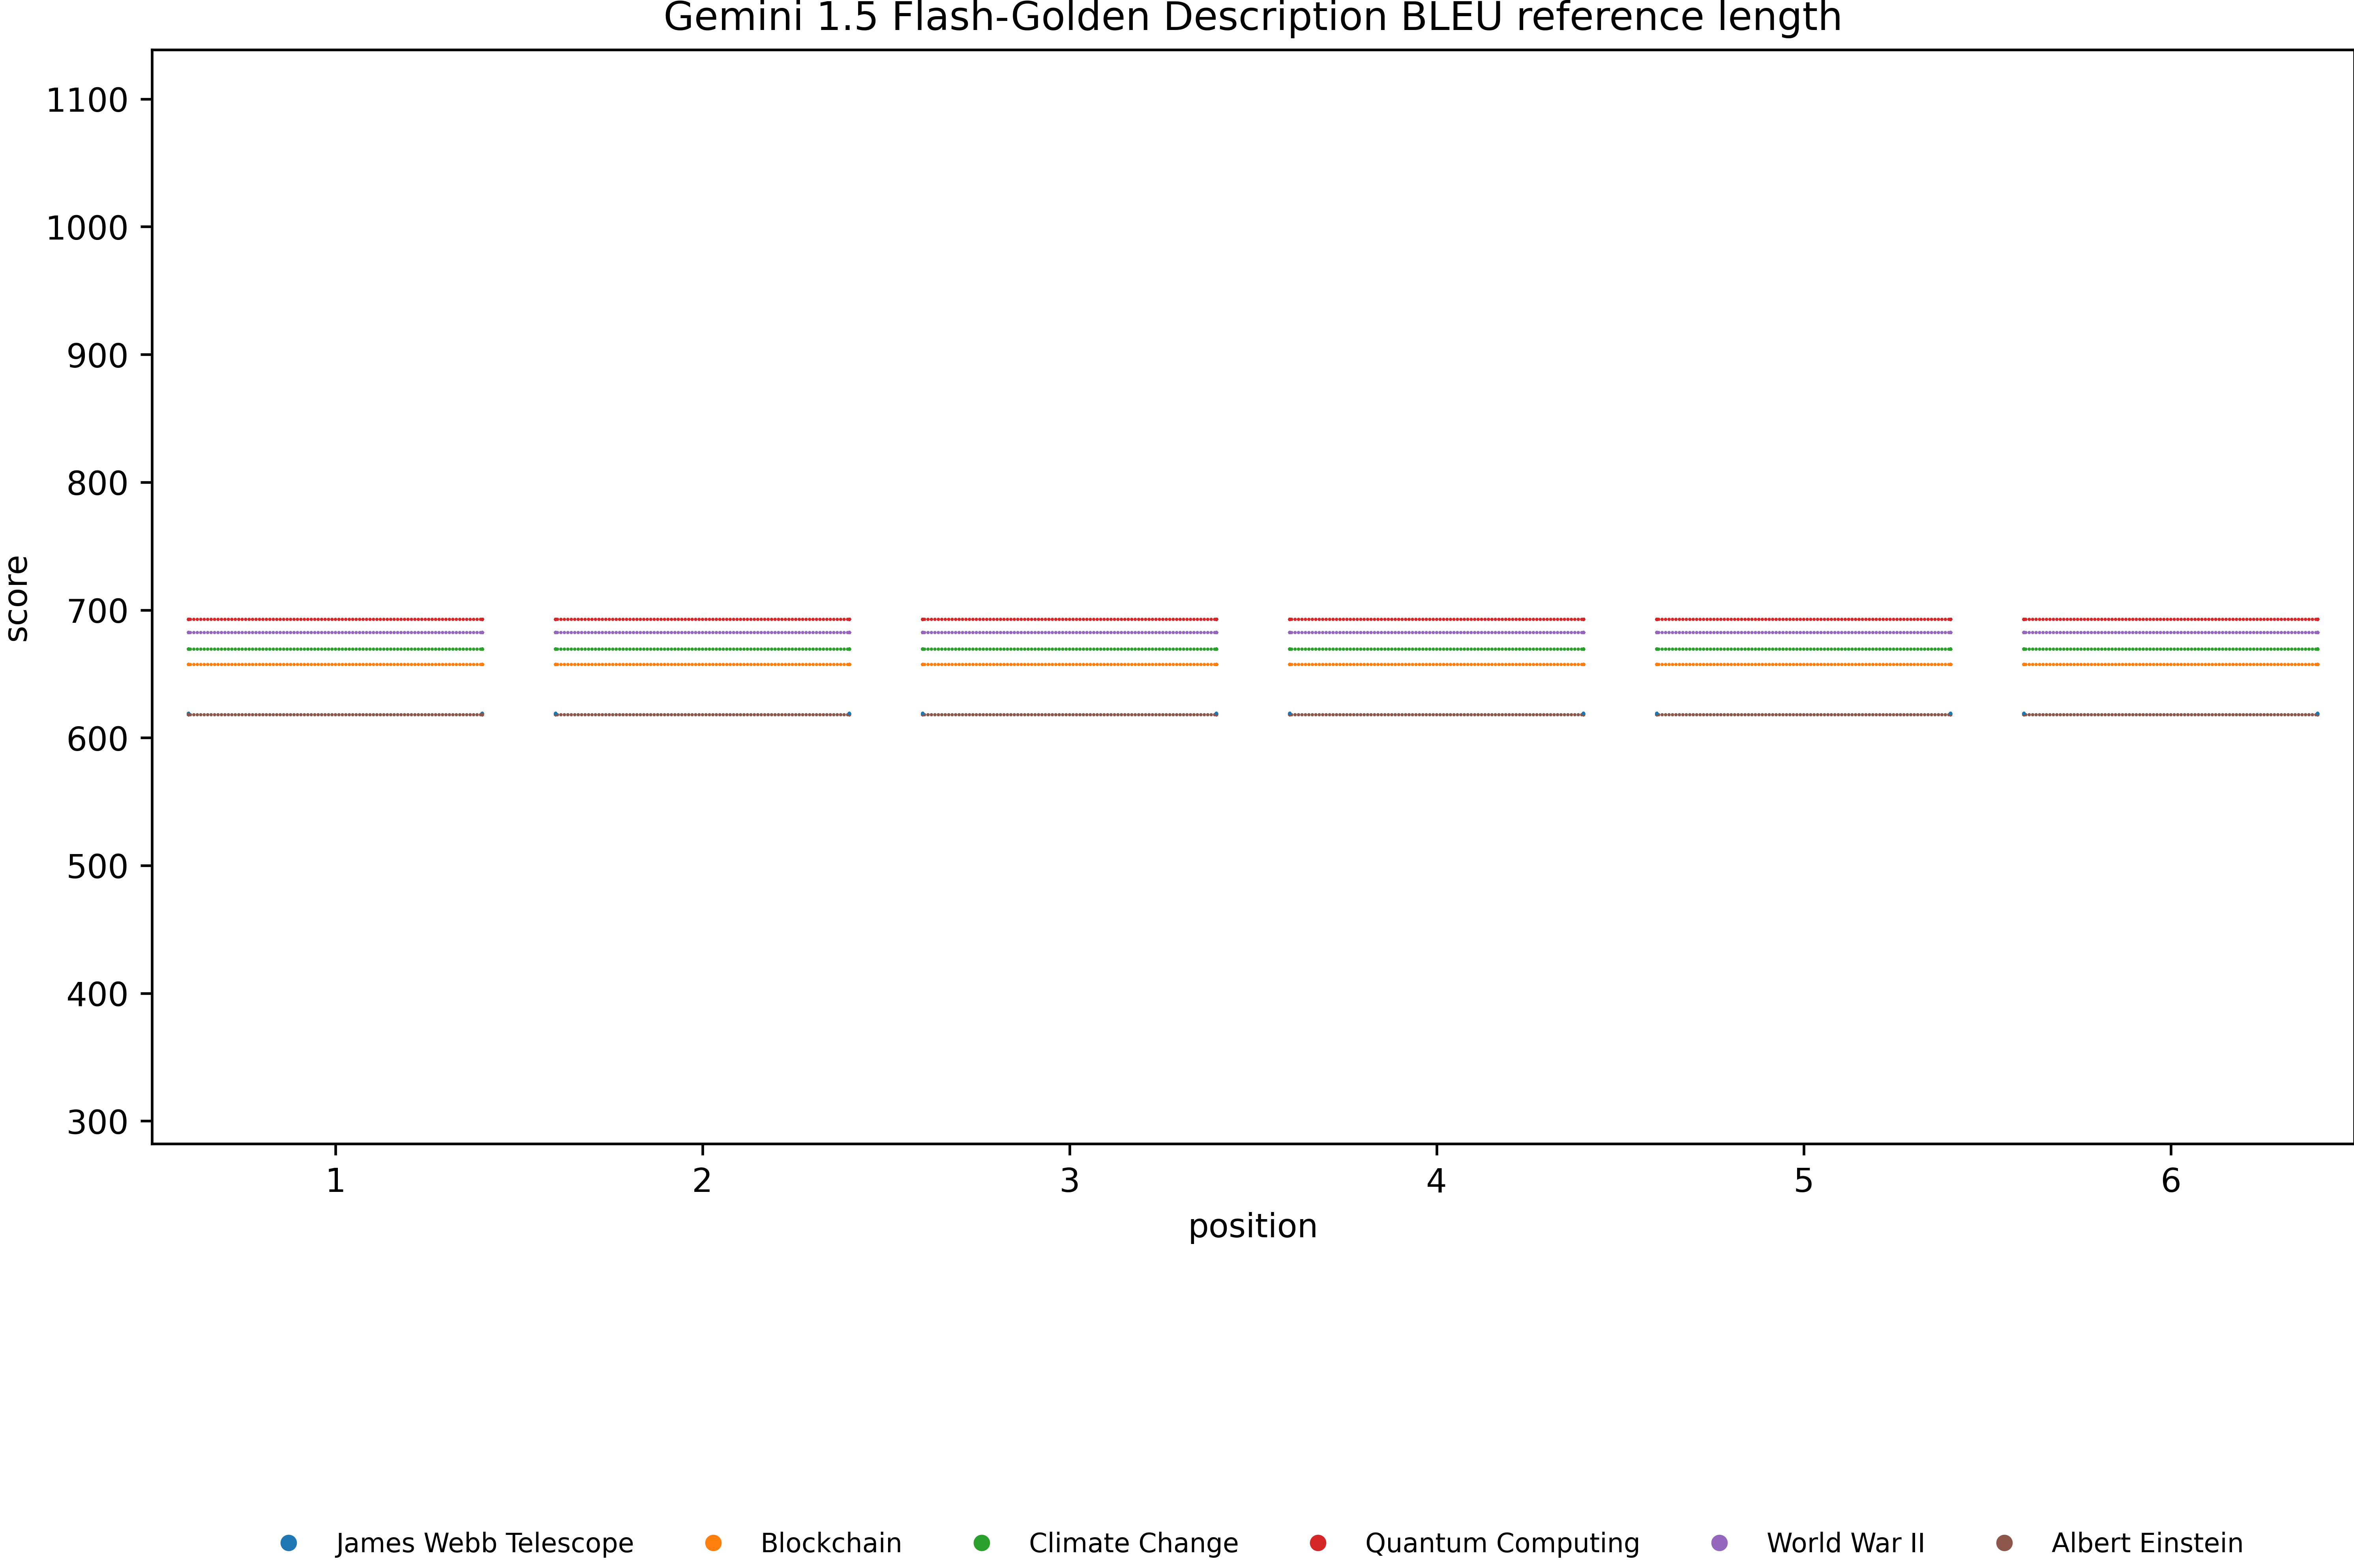 Gemini 1.5 Flash-Golden Description BLEU reference length
1100
1000
900
800
700
600
500
400
300
score
1 2 3 4 5 6
position
James Webb Telescope Blockchain Climate Change Quantum Computing World War II Albert Einstein